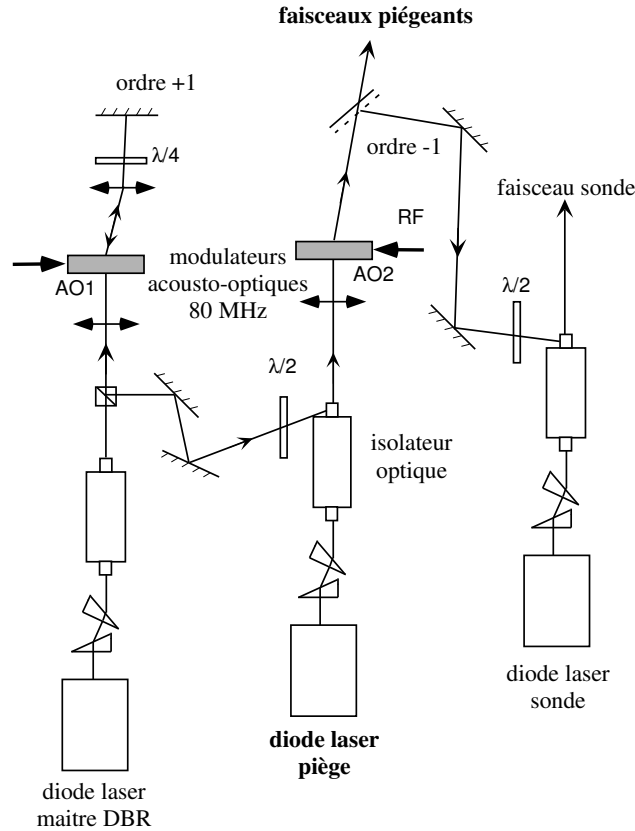 faisceaux piégeants
ordre +1
λ/4
ordre -1
faisceau sonde
RF
modulateurs
acousto-optiques
80 MHz
AO1
AO2
λ/2
λ/2
isolateur
optique
diode laser
sonde
diode laser
piège
diode laser
maitre DBR